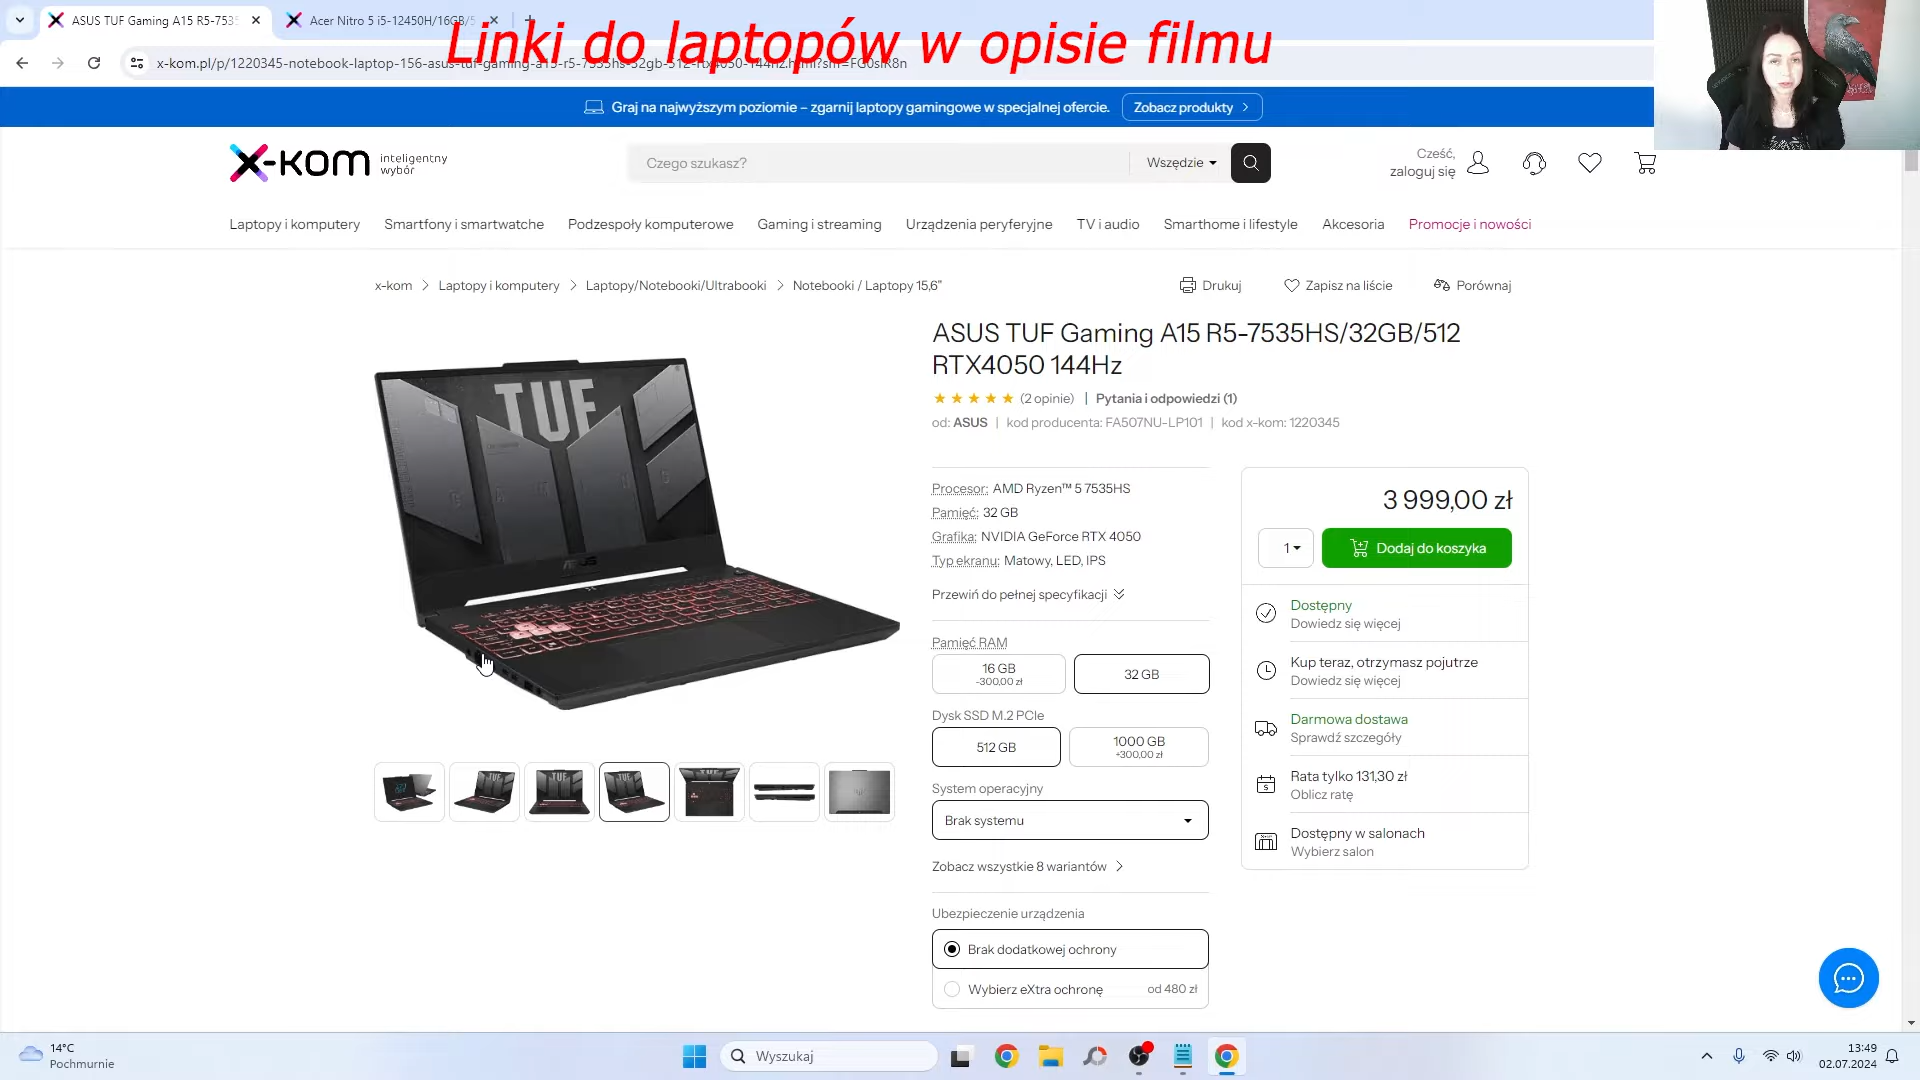 ASUS TUF Gaming A15 R5-753
Acer Nitro 5 i5-12450H/16GB/5
Linki do laptopów w opisie filmu
x-kom.pl/p/1220345-notebook-laptop-156-asus-tuf-gaming-a15-r5-7535hs-32gb-512-rtx4050-144hz.html?sm=FG0slR8n
Graj na najwyższym poziomie – zgarnij laptopy gamingowe w specjalnej ofercie.
Zobacz produkty
x-kom inteligentny wybór
Czego szukasz?
Wszędzie
Cześć,
zaloguj się
Laptopy i komputery
Smartfony i smartwatche
Podzespoły komputerowe
Gaming i streaming
Urządzenia peryferyjne
TV i audio
Smarthome i lifestyle
Akcesoria
Promocje i nowości
x-kom
Laptopy i komputery
Laptopy/Notebooki/Ultrabooki
Notebooki / Laptopy 15,6"
Drukuj
Zapisz na liście
Porównaj
TUF
ASUS TUF Gaming A15 R5-7535HS/32GB/512
RTX4050 144Hz
(2 opinie) | Pytania i odpowiedzi (1)
od: ASUS | kod producenta: FA507NU-LP101 | kod x-kom: 1220345
Procesor: AMD Ryzen™ 5 7535HS
Pamięć: 32 GB
Grafika: NVIDIA GeForce RTX 4050
Typ ekranu: Matowy, LED, IPS
Przewiń do pełnej specyfikacji
Pamięć RAM
16 GB
-300,00 zł
32 GB
Dysk SSD M.2 PCIe
512 GB
1000 GB
+300,00 zł
System operacyjny
Brak systemu
Zobacz wszystkie 8 wariantów
Ubezpieczenie urządzenia
Brak dodatkowej ochrony
Wybierz eXtra ochronę
od 480 zł
3 999,00 zł
1
Dodaj do koszyka
Dostępny
Dowiedz się więcej
Kup teraz, otrzymasz pojutrze
Dowiedz się więcej
Darmowa dostawa
Sprawdź szczegóły
Rata tylko 131,30 zł
Oblicz ratę
Dostępny w salonach
Wybierz salon
14°C
Pochmurnie
Wyszukaj
13:49
02.07.2024